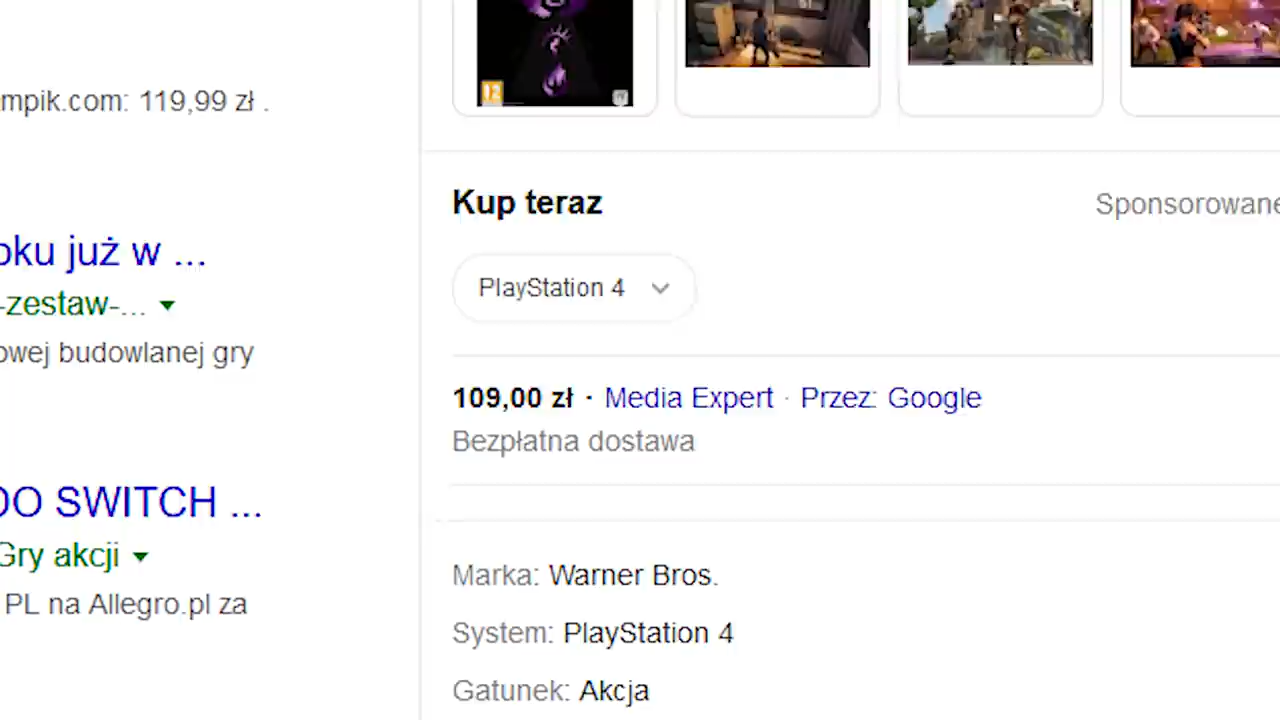 12
mpik.com: 119,99 zł .
Kup teraz
Sponsorowane
oku już w ...
PlayStation 4
-zestaw-...
owej budowlanej gry
109,00 zł · Media Expert · Przez: Google
Bezpłatna dostawa
DO SWITCH ...
Gry akcji
PL na Allegro.pl za
Marka: Warner Bros.
System: PlayStation 4
Gatunek: Akcja